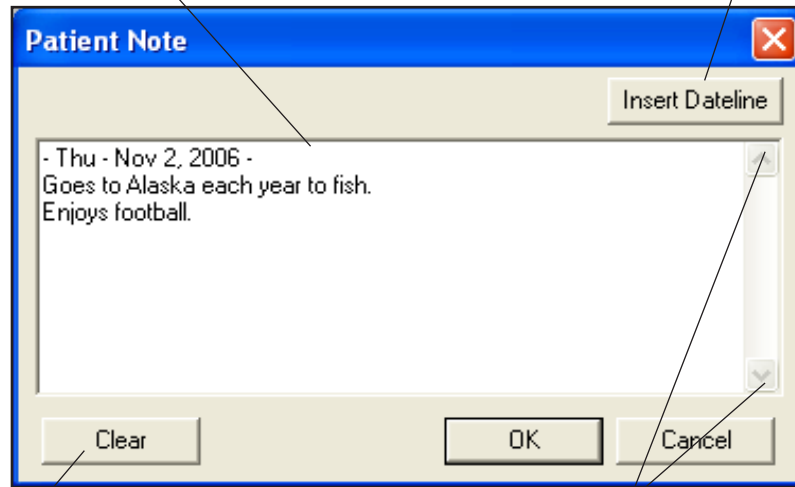 Patient Note
Insert Dateline
- Thu - Nov 2, 2006 -
Goes to Alaska each year to fish.
Enjoys football.
Clear OK Cancel